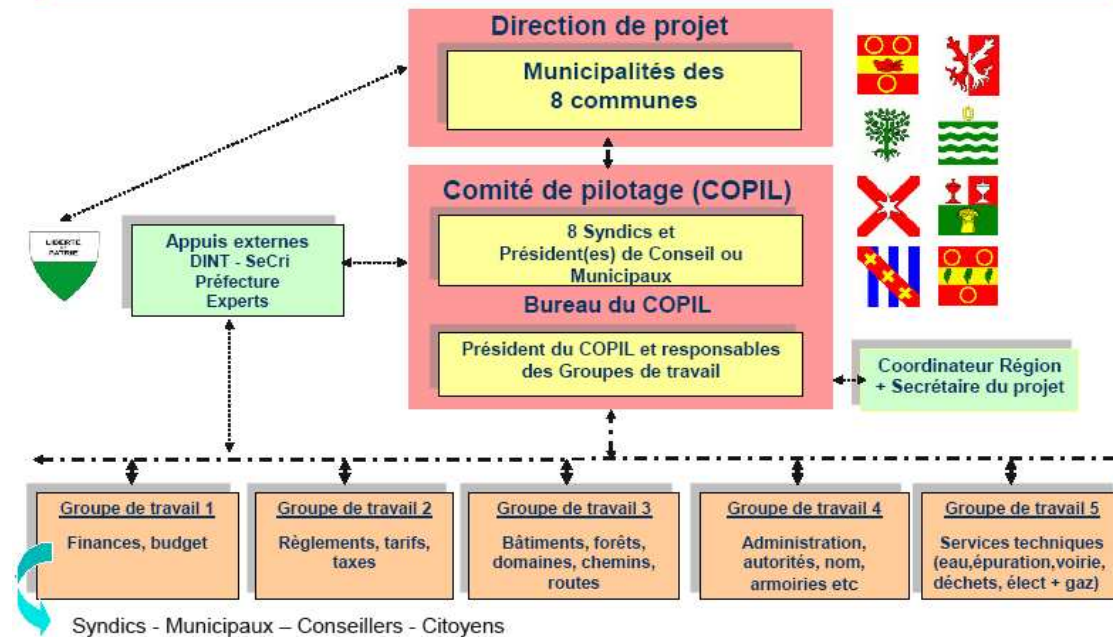 Direction de projet
Municipalités des
8 communes
Comité de pilotage (COPIL)
8 Syndics et
Président(es) de Conseil ou
Municipaux
Bureau du COPIL
Président du COPIL et responsables
des Groupes de travail
LIBERTE
PATRIE
Appuis externes
DINT - SeCri
Préfecture
Experts
Coordinateur Région
+ Secrétaire du projet
Groupe de travail 1
Finances, budget
Groupe de travail 2
Règlements, tarifs,
taxes
Groupe de travail 3
Bâtiments, forêts,
domaines, chemins,
routes
Groupe de travail 4
Administration,
autorités, nom,
armoiries etc
Groupe de travail 5
Services techniques
(eau,épuration,voirie,
déchets, élect + gaz)
Syndics - Municipaux – Conseillers - Citoyens